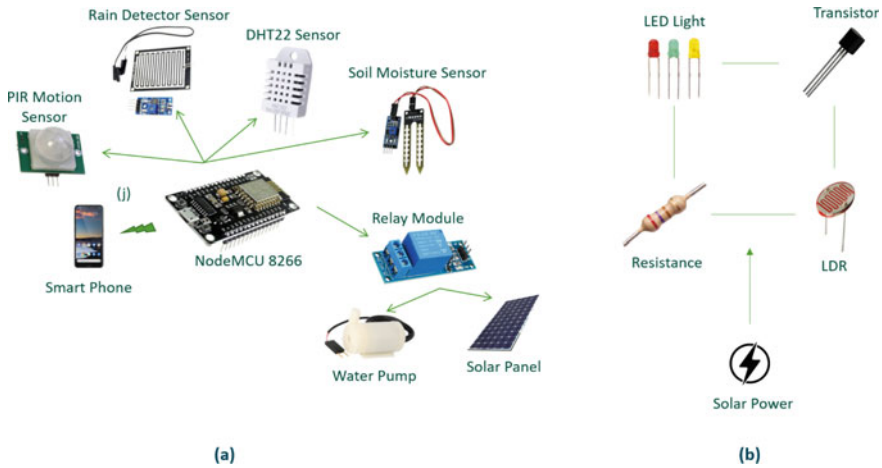 Rain Detector Sensor
DHT22 Sensor
Soil Moisture Sensor
PIR Motion
Sensor
(j)
NodeMCU 8266
Smart Phone
Relay Module
Water Pump
Solar Panel
(a)
LED Light
Transistor
Resistance
LDR
Solar Power
(b)